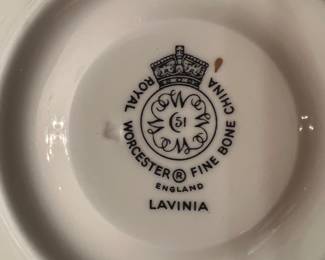 ROYAL WORCESTER ® FINE BONE CHINA
W W W W
C 51
ENGLAND
LAVINIA